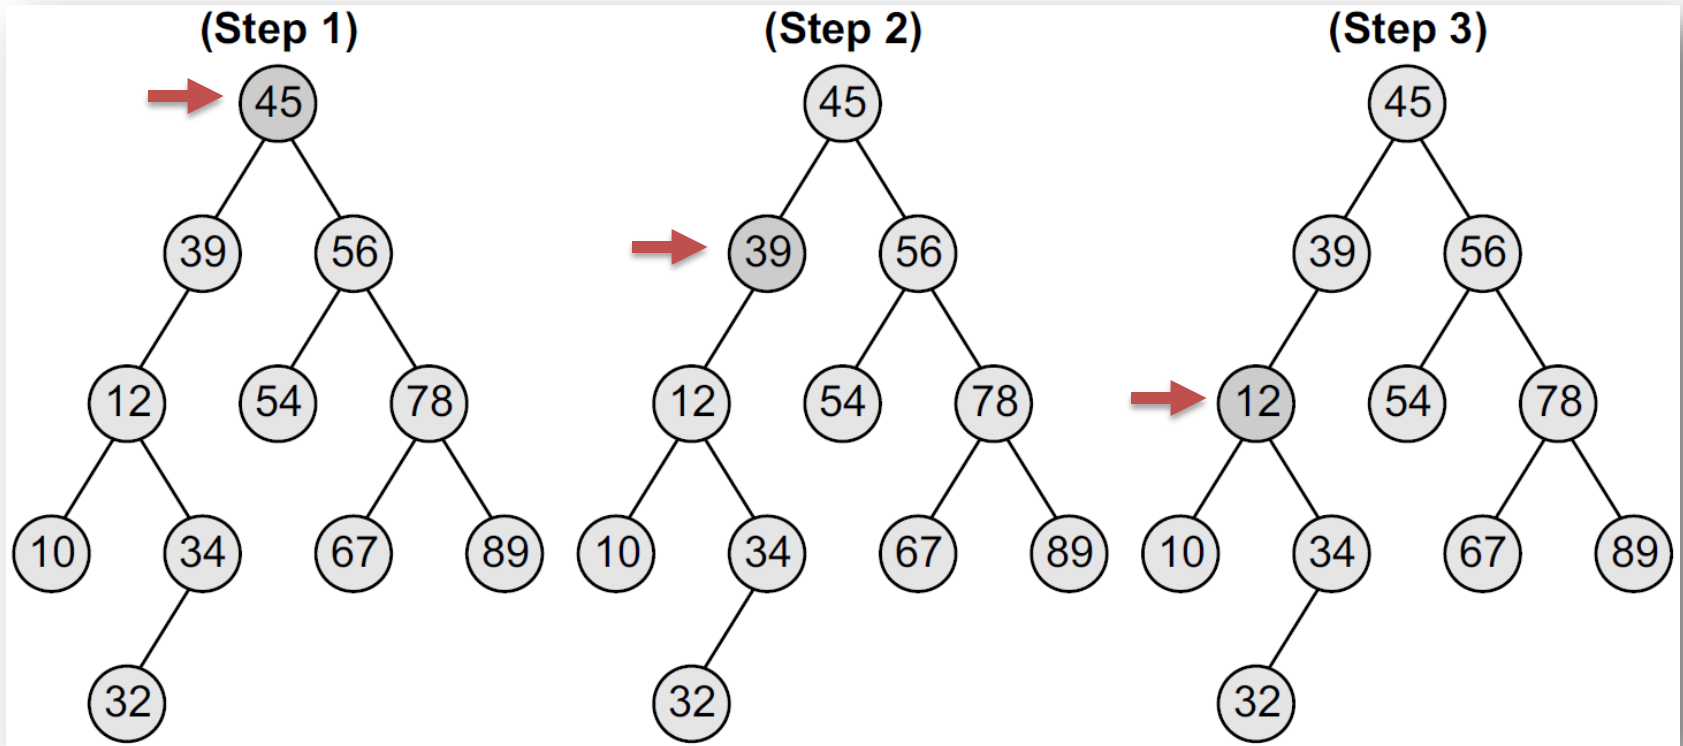 (Step 1) (Step 2) (Step 3)
45 45 45
39 56 39 56 39 56
12 54 78 12 54 78 12 54 78
10 34 67 89 10 34 67 89 10 34 67 89
32 32 32